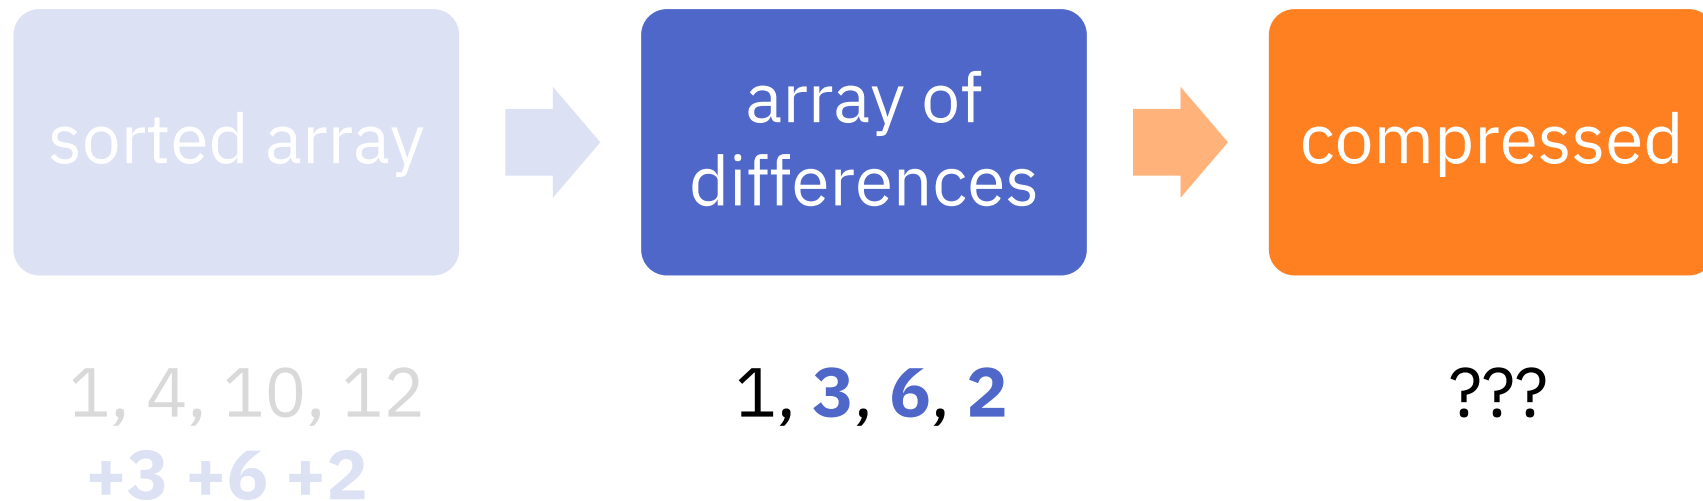 sorted array
array of
differences
compressed
1, 4, 10, 12
+3 +6 +2
1, 3, 6, 2
???